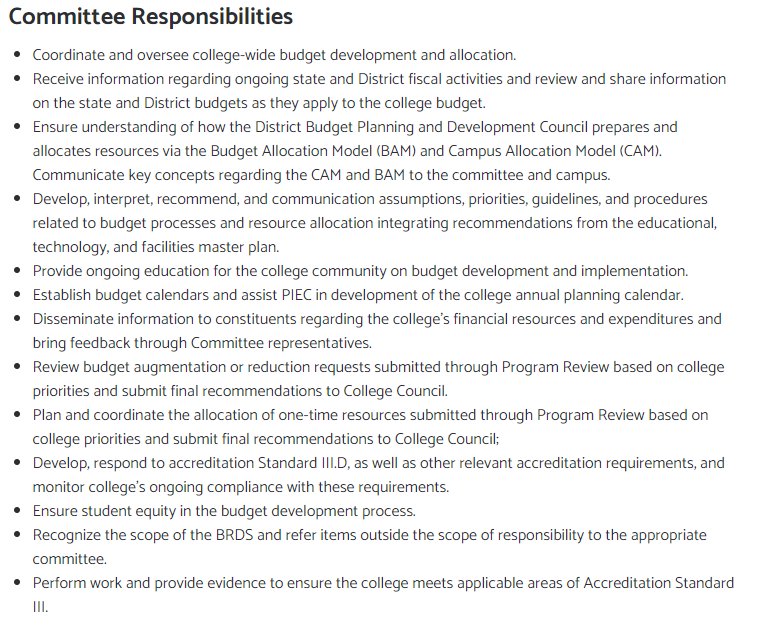 Committee Responsibilities
• Coordinate and oversee college-wide budget development and allocation.
• Receive information regarding ongoing state and District fiscal activities and review and share information
on the state and District budgets as they apply to the college budget.
• Ensure understanding of how the District Budget Planning and Development Council prepares and
allocates resources via the Budget Allocation Model (BAM) and Campus Allocation Model (CAM).
Communicate key concepts regarding the CAM and BAM to the committee and campus.
• Develop, interpret, recommend, and communication assumptions, priorities, guidelines, and procedures
related to budget processes and resource allocation integrating recommendations from the educational,
technology, and facilities master plan.
• Provide ongoing education for the college community on budget development and implementation.
• Establish budget calendars and assist PIEC in development of the college annual planning calendar.
• Disseminate information to constituents regarding the college’s financial resources and expenditures and
bring feedback through Committee representatives.
• Review budget augmentation or reduction requests submitted through Program Review based on college
priorities and submit final recommendations to College Council.
• Plan and coordinate the allocation of one-time resources submitted through Program Review based on
college priorities and submit final recommendations to College Council;
• Develop, respond to accreditation Standard III.D, as well as other relevant accreditation requirements, and
monitor college’s ongoing compliance with these requirements.
• Ensure student equity in the budget development process.
• Recognize the scope of the BRDS and refer items outside the scope of responsibility to the appropriate
committee.
• Perform work and provide evidence to ensure the college meets applicable areas of Accreditation Standard
III.